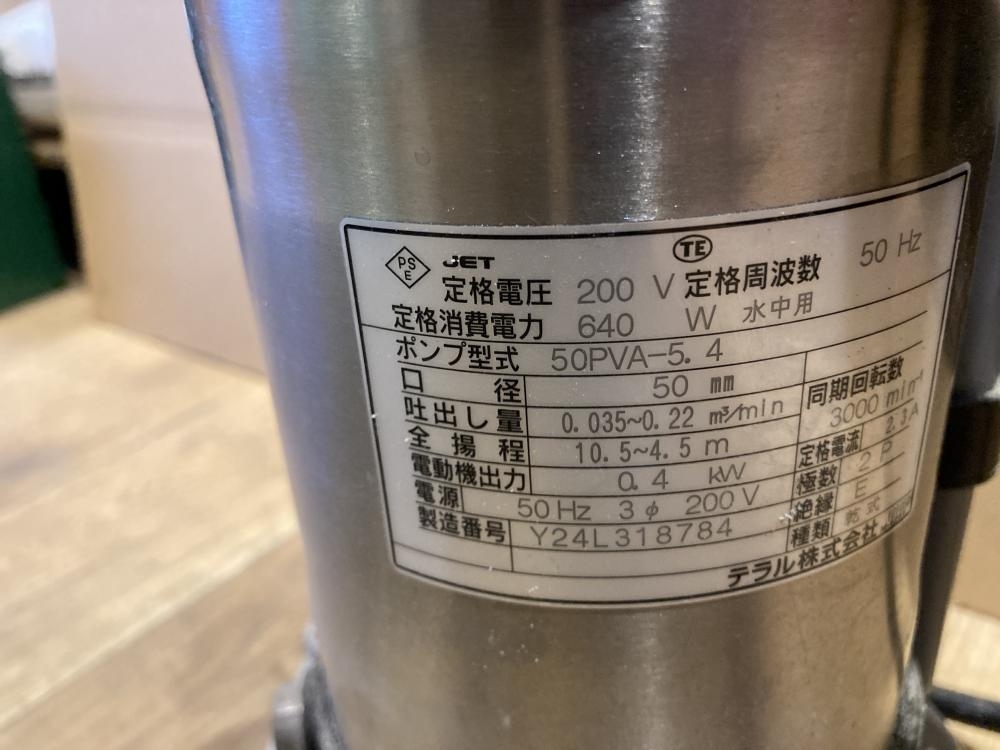 PS E JET TE
定格電圧 200 V 定格周波数 50 Hz
定格消費電力 640 W 水中用
ポンプ型式 50PVA-5.4
口径 50 mm 同期回転数
吐出し量 0.035~0.22 m³/min 3000 min⁻¹
全揚程 10.5~4.5 m 定格電流 2.3A
電動機出力 0.4 kW 極数 2 P
電源 50Hz 3φ 200V 絶縁 E
製造番号 Y24L318784 種類 乾式
テラル株式会社